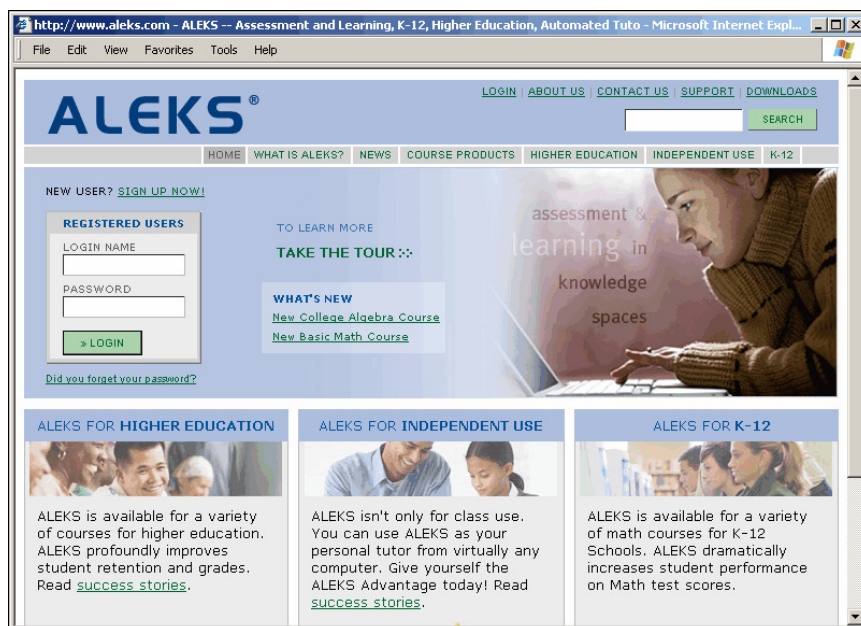 http://www.aleks.com - ALEKS -- Assessment and Learning, K-12, Higher Education, Automated Tuto - Microsoft Internet Expl...
File Edit View Favorites Tools Help
LOGIN | ABOUT US | CONTACT US | SUPPORT | DOWNLOADS
ALEKS®
SEARCH
HOME WHAT IS ALEKS? NEWS COURSE PRODUCTS HIGHER EDUCATION INDEPENDENT USE K-12
NEW USER? SIGN UP NOW!
REGISTERED USERS
LOGIN NAME
PASSWORD
» LOGIN
Did you forget your password?
TO LEARN MORE
TAKE THE TOUR >:>
WHAT'S NEW
New College Algebra Course
New Basic Math Course
assessment &
learning in
knowledge
spaces
ALEKS FOR HIGHER EDUCATION
ALEKS is available for a variety
of courses for higher education.
ALEKS profoundly improves
student retention and grades.
Read success stories.
ALEKS FOR INDEPENDENT USE
ALEKS isn't only for class use.
You can use ALEKS as your
personal tutor from virtually any
computer. Give yourself the
ALEKS Advantage today! Read
success stories.
ALEKS FOR K-12
ALEKS is available for a variety
of math courses for K-12
Schools. ALEKS dramatically
increases student performance
on Math test scores.